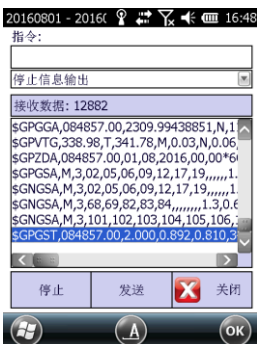 20160801 - 2016( 16:48
指令:
停止信息输出
接收数据: 12882
$GPGGA,084857.00,2309.99438851,N,1
$GPVTG,338.98,T,341.78,M,0.03,N,0.06,
$GPZDA,084857.00,01,08,2016,00,00*6
$GPGSA,M,3,02,05,06,09,12,17,19,,,,,,1.
$GNGSA,M,3,02,05,06,09,12,17,19,,,,,,1.
$GNGSA,M,3,68,69,82,83,84,,,,,,,,1.3,0.
$GNGSA,M,3,101,102,103,104,105,106,
$GPGST,084857.00,2.000,0.892,0.810,3
停止 发送 关闭
A OK